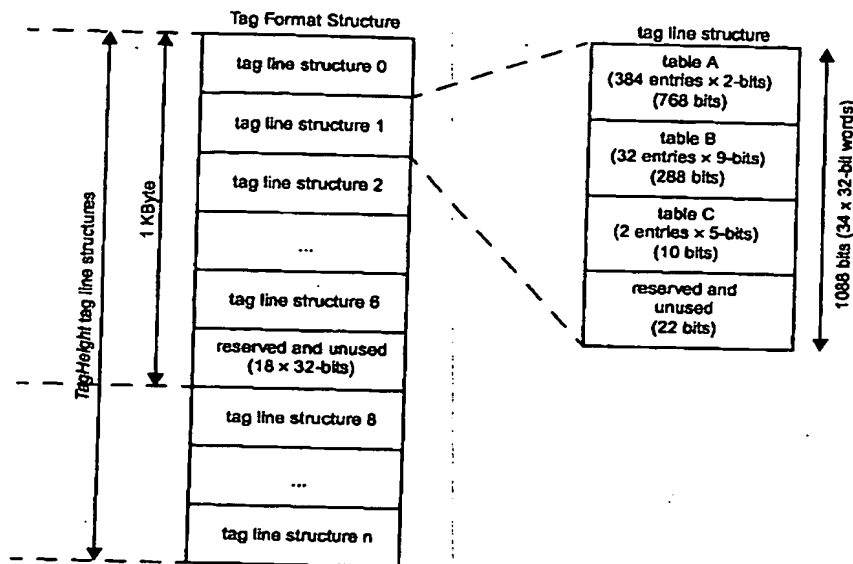 Tag Format Structure
tag line structure 0
tag line structure 1
tag line structure 2
...
tag line structure 6
reserved and unused
(18 × 32-bits)
tag line structure 8
...
tag line structure n
TagHeight tag line structures
1 KByte
tag line structure
table A
(384 entries × 2-bits)
(768 bits)
table B
(32 entries × 9-bits)
(288 bits)
table C
(2 entries × 5-bits)
(10 bits)
reserved and
unused
(22 bits)
1088 bits (34 x 32-bit words)